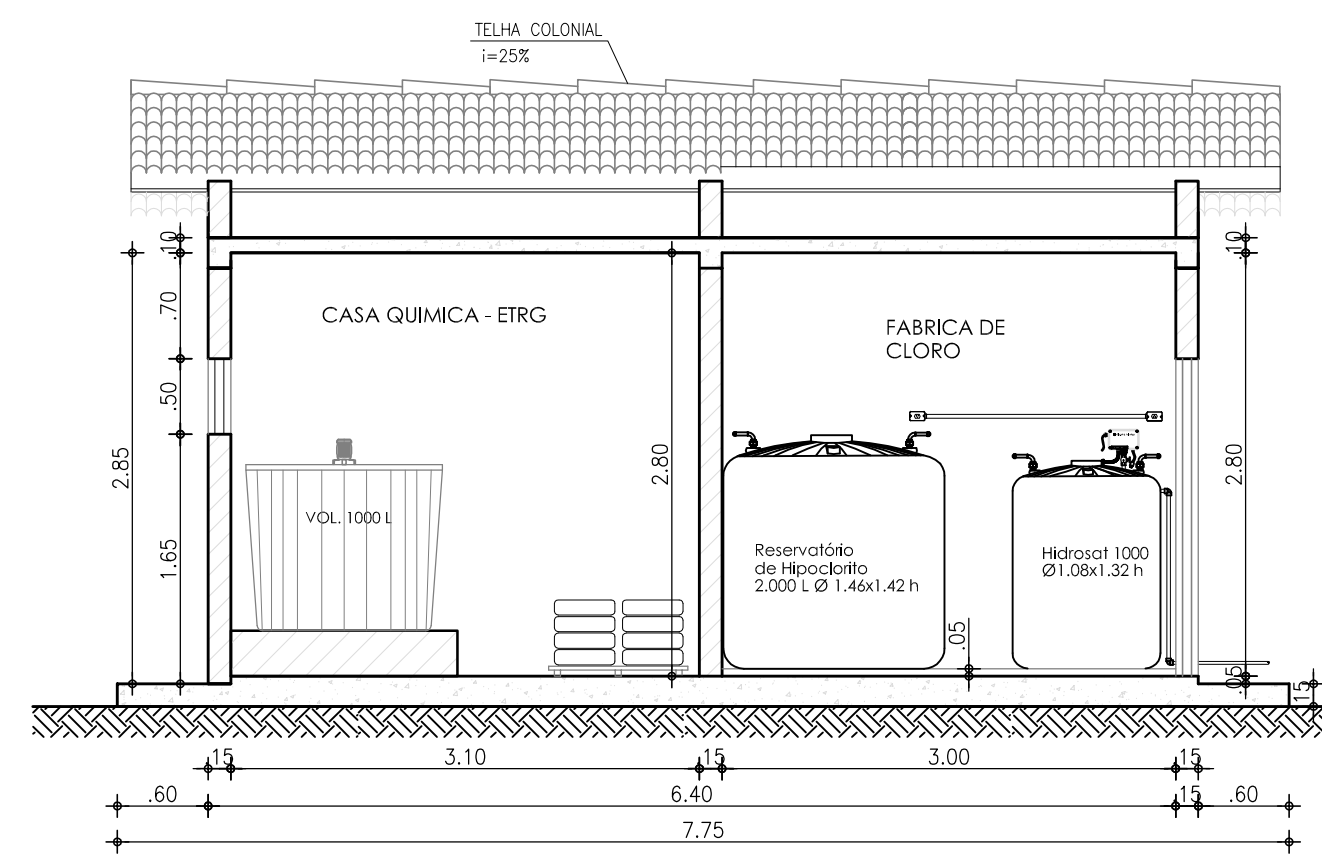 TELHA COLONIAL
i=25%
.10
.10
.70
CASA QUIMICA - ETRG
FABRICA DE
CLORO
.50
2.85
2.80
2.80
VOL. 1000 L
1.65
Reservatório
de Hipoclorito
2.000 L Ø 1.46x1.42 h
Hidrosat 1000
Ø1.08x1.32 h
.05
.05
.15
.15
3.10
.15
3.00
.15
.60
6.40
.15
.60
7.75